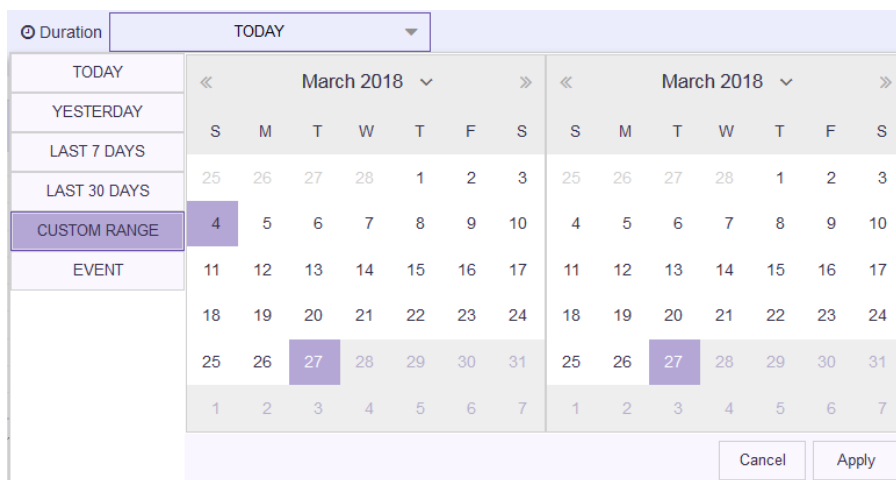 Duration TODAY
TODAY
YESTERDAY
LAST 7 DAYS
LAST 30 DAYS
CUSTOM RANGE
EVENT
« March 2018 »
S M T W T F S
25 26 27 28 1 2 3
4 5 6 7 8 9 10
11 12 13 14 15 16 17
18 19 20 21 22 23 24
25 26 27 28 29 30 31
1 2 3 4 5 6 7
« March 2018 »
S M T W T F S
25 26 27 28 1 2 3
4 5 6 7 8 9 10
11 12 13 14 15 16 17
18 19 20 21 22 23 24
25 26 27 28 29 30 31
1 2 3 4 5 6 7
Cancel Apply